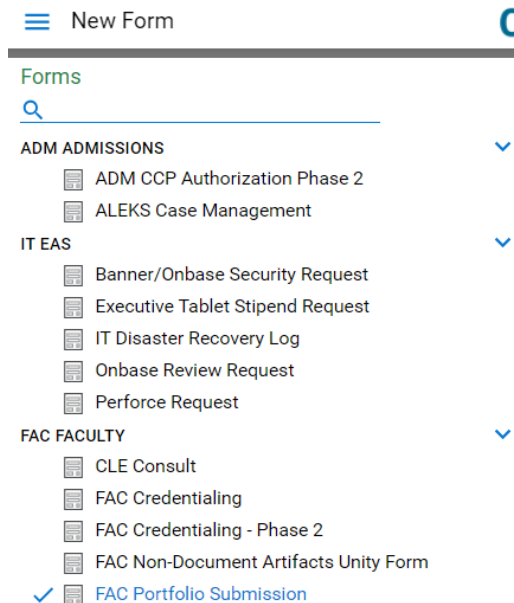 New Form
Forms
ADM ADMISSIONS
ADM CCP Authorization Phase 2
ALEKS Case Management
IT EAS
Banner/Onbase Security Request
Executive Tablet Stipend Request
IT Disaster Recovery Log
Onbase Review Request
Perforce Request
FAC FACULTY
CLE Consult
FAC Credentialing
FAC Credentialing - Phase 2
FAC Non-Document Artifacts Unity Form
FAC Portfolio Submission